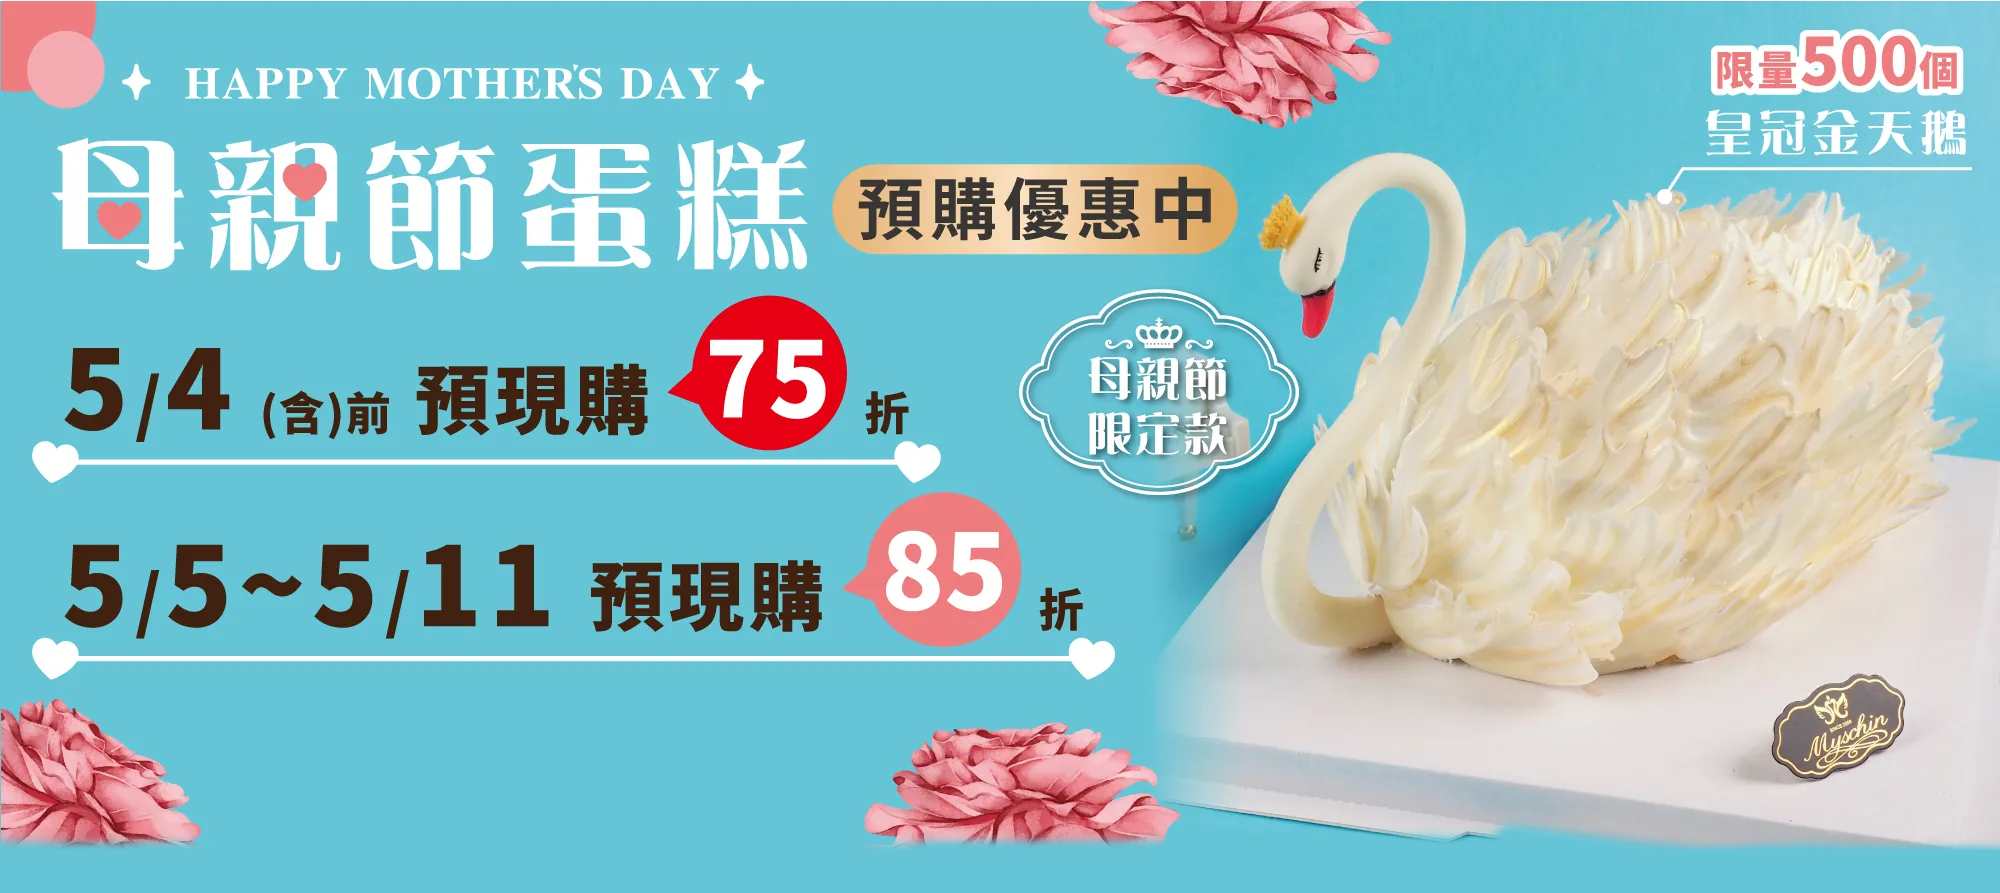 HAPPY MOTHER'S DAY
母親節蛋糕
預購優惠中
5/4 (含)前 預現購 75 折
5/5~5/11 預現購 85 折
母親節
限定款
限量500個
皇冠金天鵝
Myschin